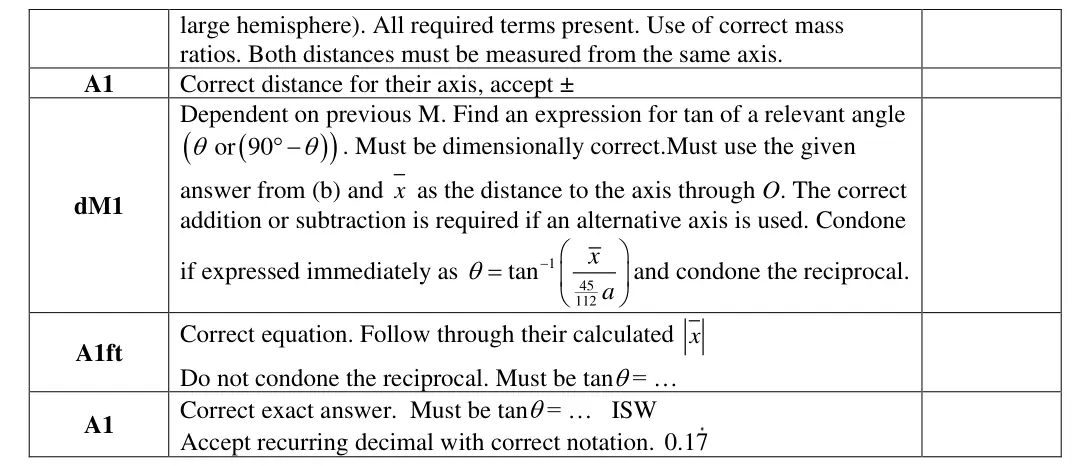 large hemisphere). All required terms present. Use of correct mass
ratios. Both distances must be measured from the same axis.
A1 Correct distance for their axis, accept ±
Dependent on previous M. Find an expression for tan of a relevant angle
(θ or (90° − θ)). Must be dimensionally correct.Must use the given
answer from (b) and x̄ as the distance to the axis through O. The correct
dM1
addition or subtraction is required if an alternative axis is used. Condone
if expressed immediately as θ = tan⁻¹(x̄ / (45/112 a)) and condone the reciprocal.
Correct equation. Follow through their calculated |x̄|
A1ft
Do not condone the reciprocal. Must be tanθ = …
Correct exact answer. Must be tanθ = … ISW
A1
Accept recurring decimal with correct notation. 0.17̇